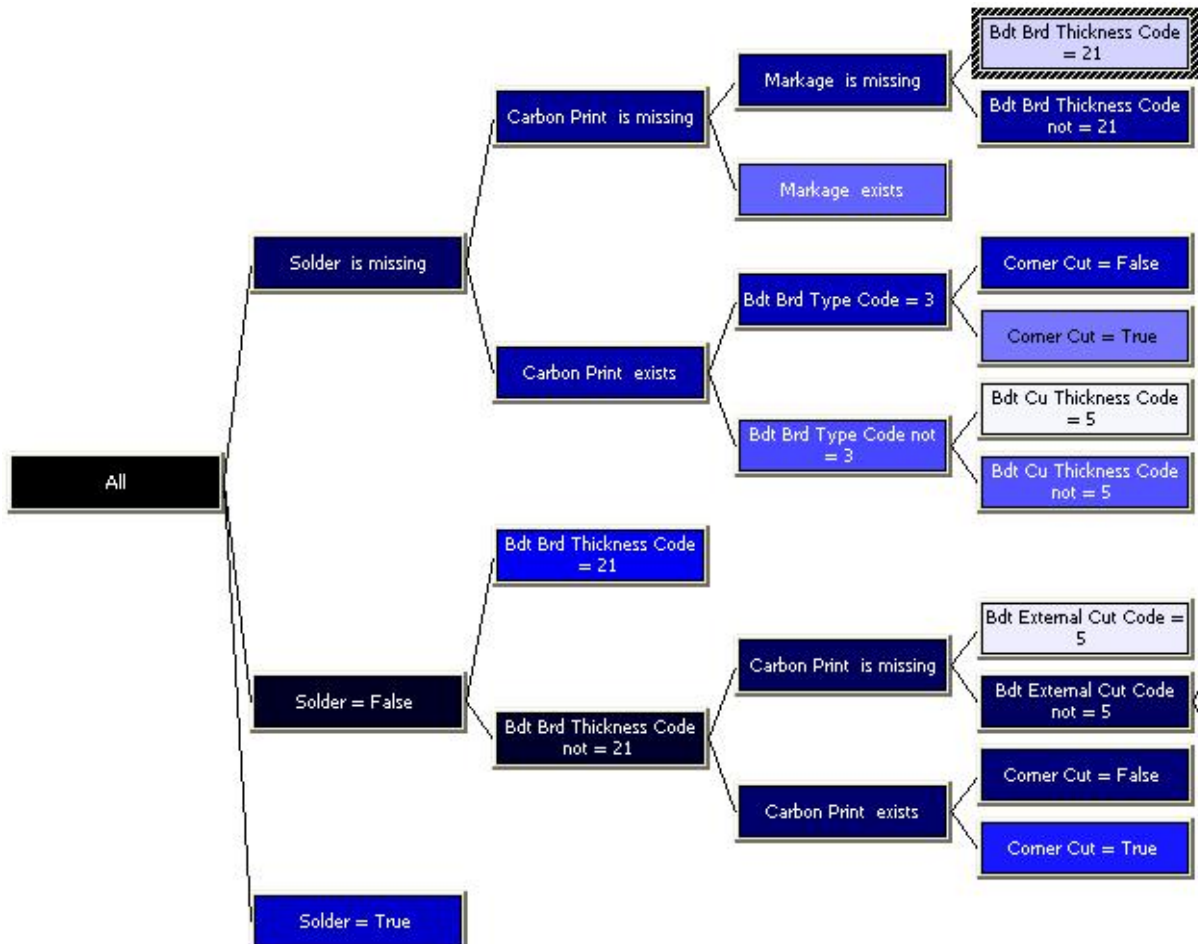 Bdt Brd Thickness Code
= 21
Markage is missing
Bdt Brd Thickness Code
not = 21
Carbon Print is missing
Markage exists
Solder is missing
Corner Cut = False
Bdt Brd Type Code = 3
Corner Cut = True
Carbon Print exists
Bdt Cu Thickness Code
= 5
Bdt Brd Type Code not
= 3
Bdt Cu Thickness Code
not = 5
All
Bdt Brd Thickness Code
= 21
Bdt External Cut Code =
5
Carbon Print is missing
Bdt External Cut Code
not = 5
Solder = False
Bdt Brd Thickness Code
not = 21
Corner Cut = False
Carbon Print exists
Corner Cut = True
Solder = True